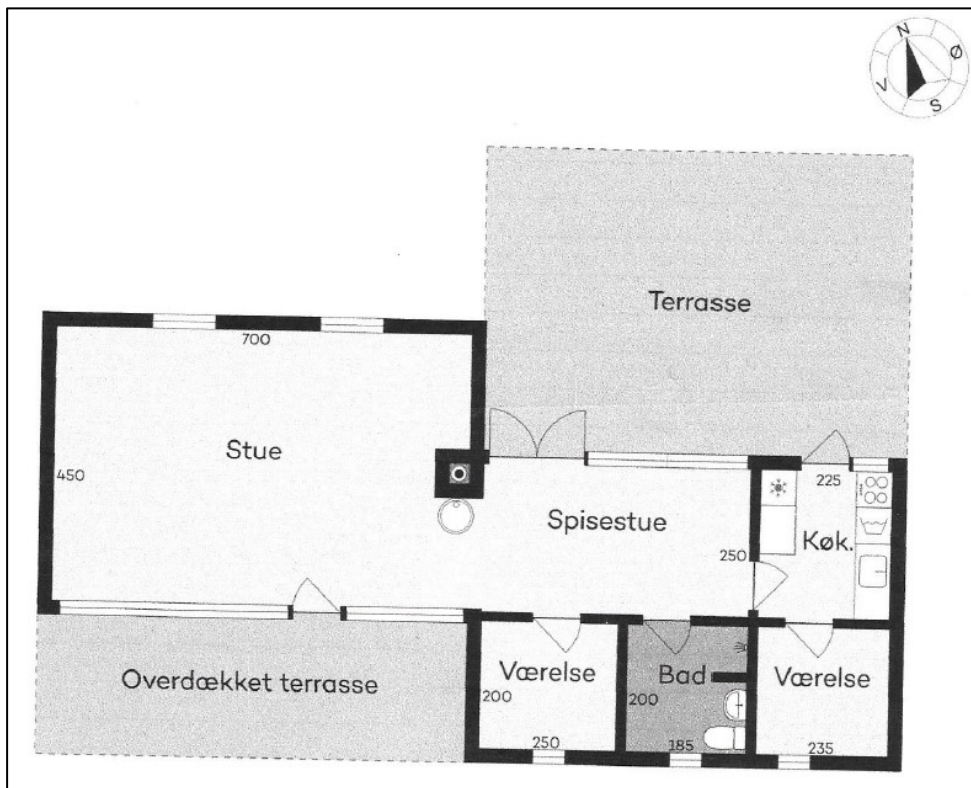 N
Ø
V
S
Terrasse
700
Stue
450
225
Spisestue
Køk.
250
Overdækket terrasse
Værelse
200
250
Bad
200
185
Værelse
235